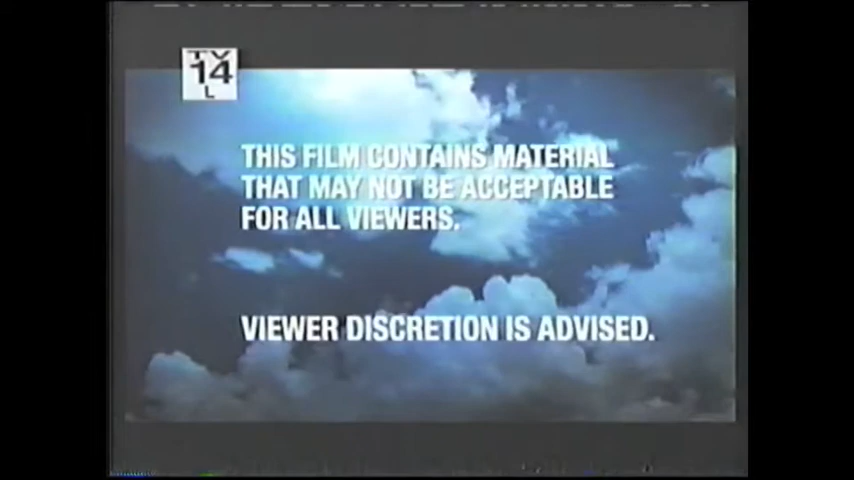 TV
14
L
THIS FILM CONTAINS MATERIAL
THAT MAY NOT BE ACCEPTABLE
FOR ALL VIEWERS.
VIEWER DISCRETION IS ADVISED.